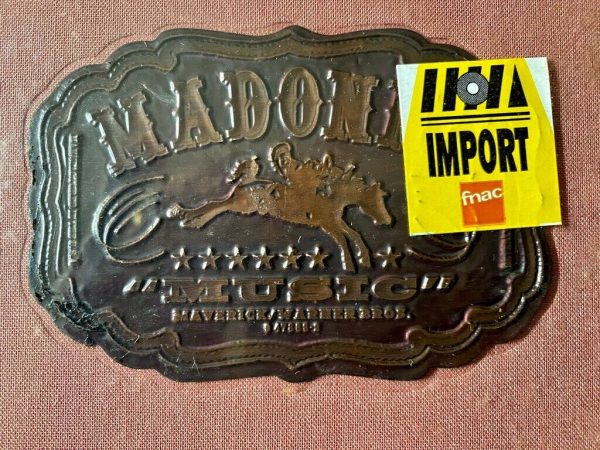 MADONN
IMPORT
fnac
"MUSIC"
MAVERICK/WARNER BROS.